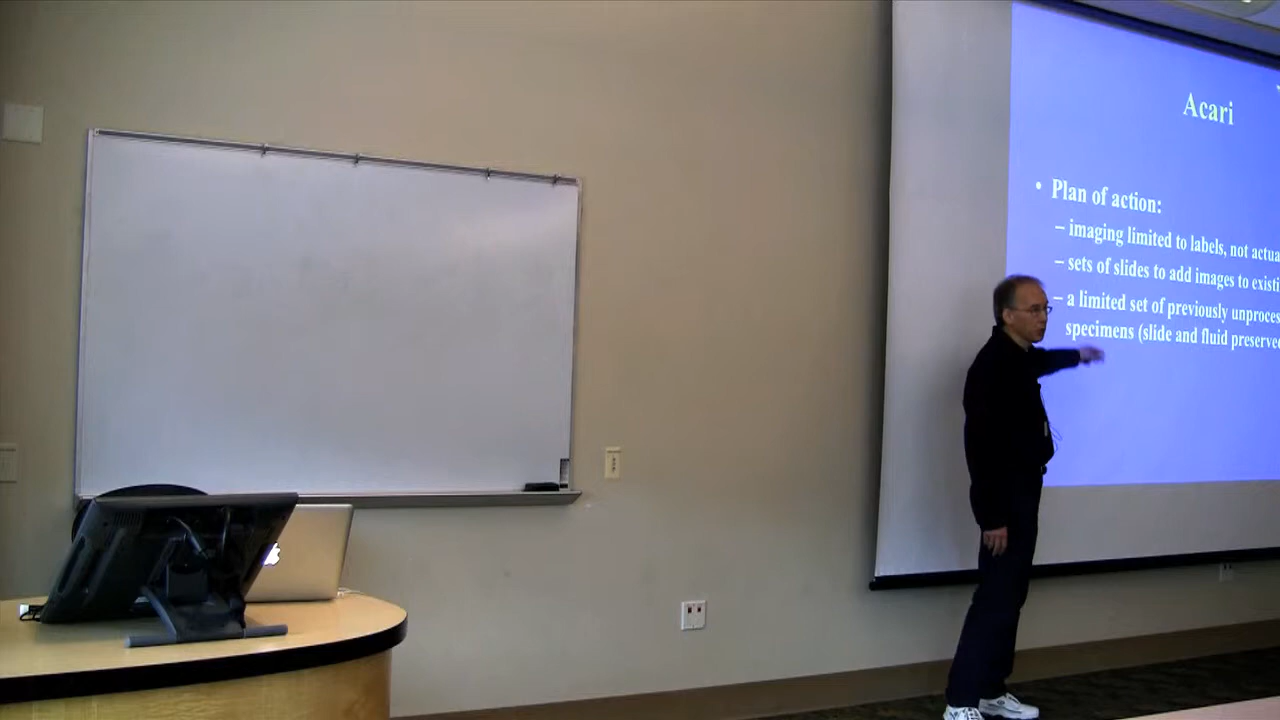 Acari
• Plan of action:
– imaging limited to labels, not actua
– sets of slides to add images to existi
– a limited set of previously unproces
specimens (slide and fluid preserve